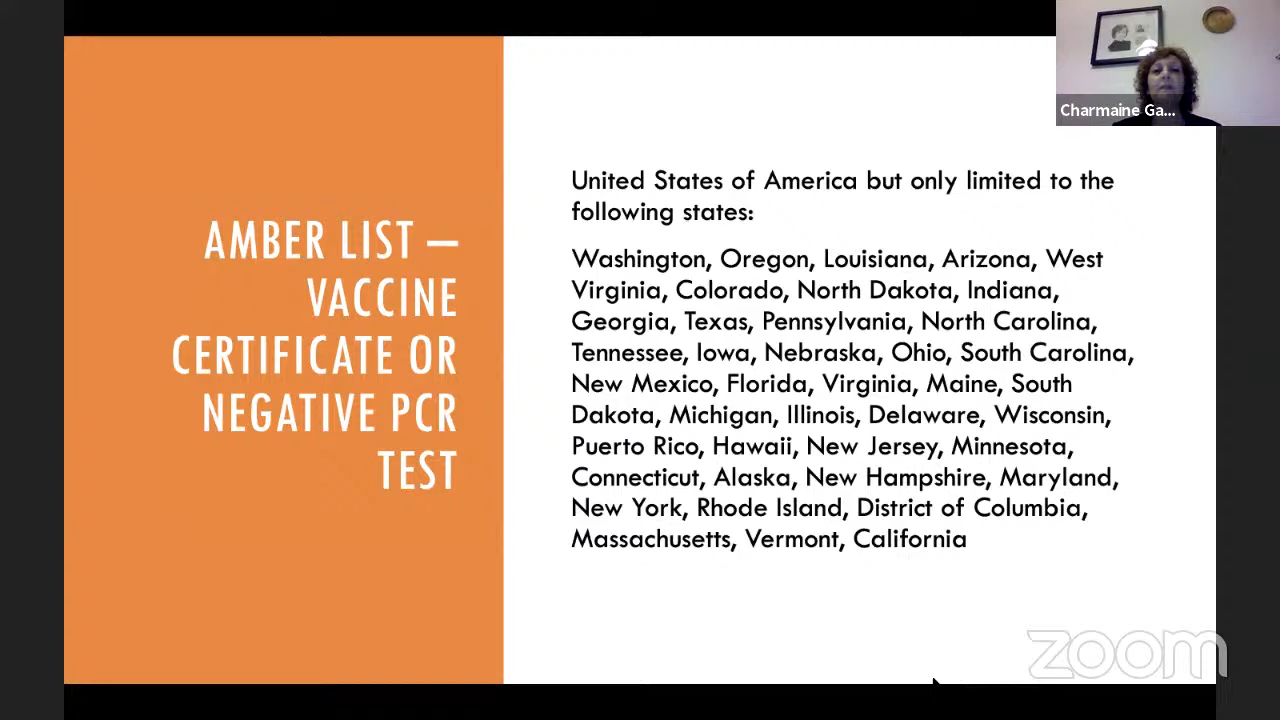 Charmaine Ga...
AMBER LIST –
VACCINE
CERTIFICATE OR
NEGATIVE PCR
TEST
United States of America but only limited to the
following states:
Washington, Oregon, Louisiana, Arizona, West
Virginia, Colorado, North Dakota, Indiana,
Georgia, Texas, Pennsylvania, North Carolina,
Tennessee, Iowa, Nebraska, Ohio, South Carolina,
New Mexico, Florida, Virginia, Maine, South
Dakota, Michigan, Illinois, Delaware, Wisconsin,
Puerto Rico, Hawaii, New Jersey, Minnesota,
Connecticut, Alaska, New Hampshire, Maryland,
New York, Rhode Island, District of Columbia,
Massachusetts, Vermont, California
zoom